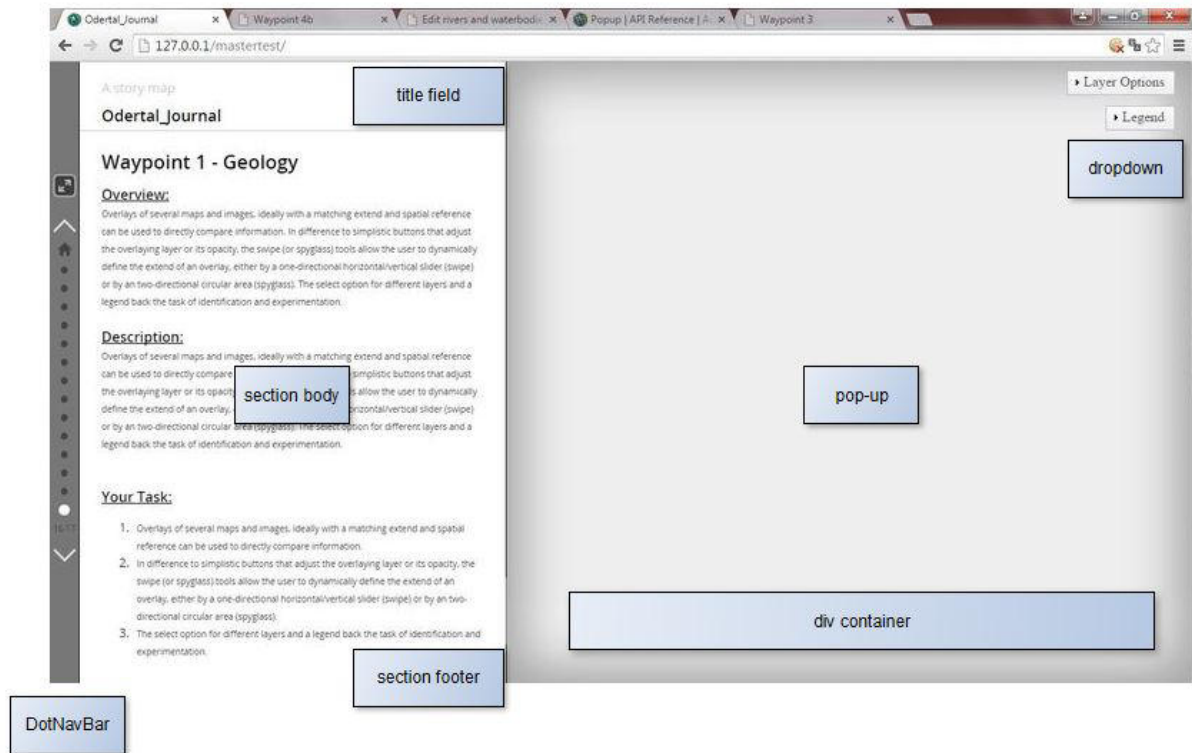 Odertal_Journal
Waypoint 4b
Edit rivers and waterbodie
Popup | API Reference | A
Waypoint 3
127.0.0.1/mastertest/
A story map
title field
Layer Options
Odertal_Journal
Legend
dropdown
Waypoint 1 - Geology
Overview:
Overlays of several maps and images, ideally with a matching extend and spatial reference
can be used to directly compare information. In difference to simplistic buttons that adjust
the overlaying layer or its opacity, the swipe (or spyglass) tools allow the user to dynamically
define the extend of an overlay, either by a one-directional horizontal/vertical slider (swipe)
or by an two-directional circular area (spyglass). The select option for different layers and a
legend back the task of identification and experimentation.
Description:
Overlays of several maps and images, ideally with a matching extend and spatial reference
can be used to directly compare simplistic buttons that adjust
the overlaying layer or its opacity allow the user to dynamically
define the extend of an overlay, horizontal/vertical slider (swipe)
or by an two-directional circular area (spyglass). The select option for different layers and a
legend back the task of identification and experimentation.
section body
pop-up
Your Task:
1. Overlays of several maps and images, ideally with a matching extend and spatial
reference can be used to directly compare information.
2. In difference to simplistic buttons that adjust the overlaying layer or its opacity, the
swipe (or spyglass) tools allow the user to dynamically define the extend of an
overlay, either by a one-directional horizontal/vertical slider (swipe) or by an two-
directional circular area (spyglass).
3. The select option for different layers and a legend back the task of identification and
experimentation.
div container
section footer
DotNavBar